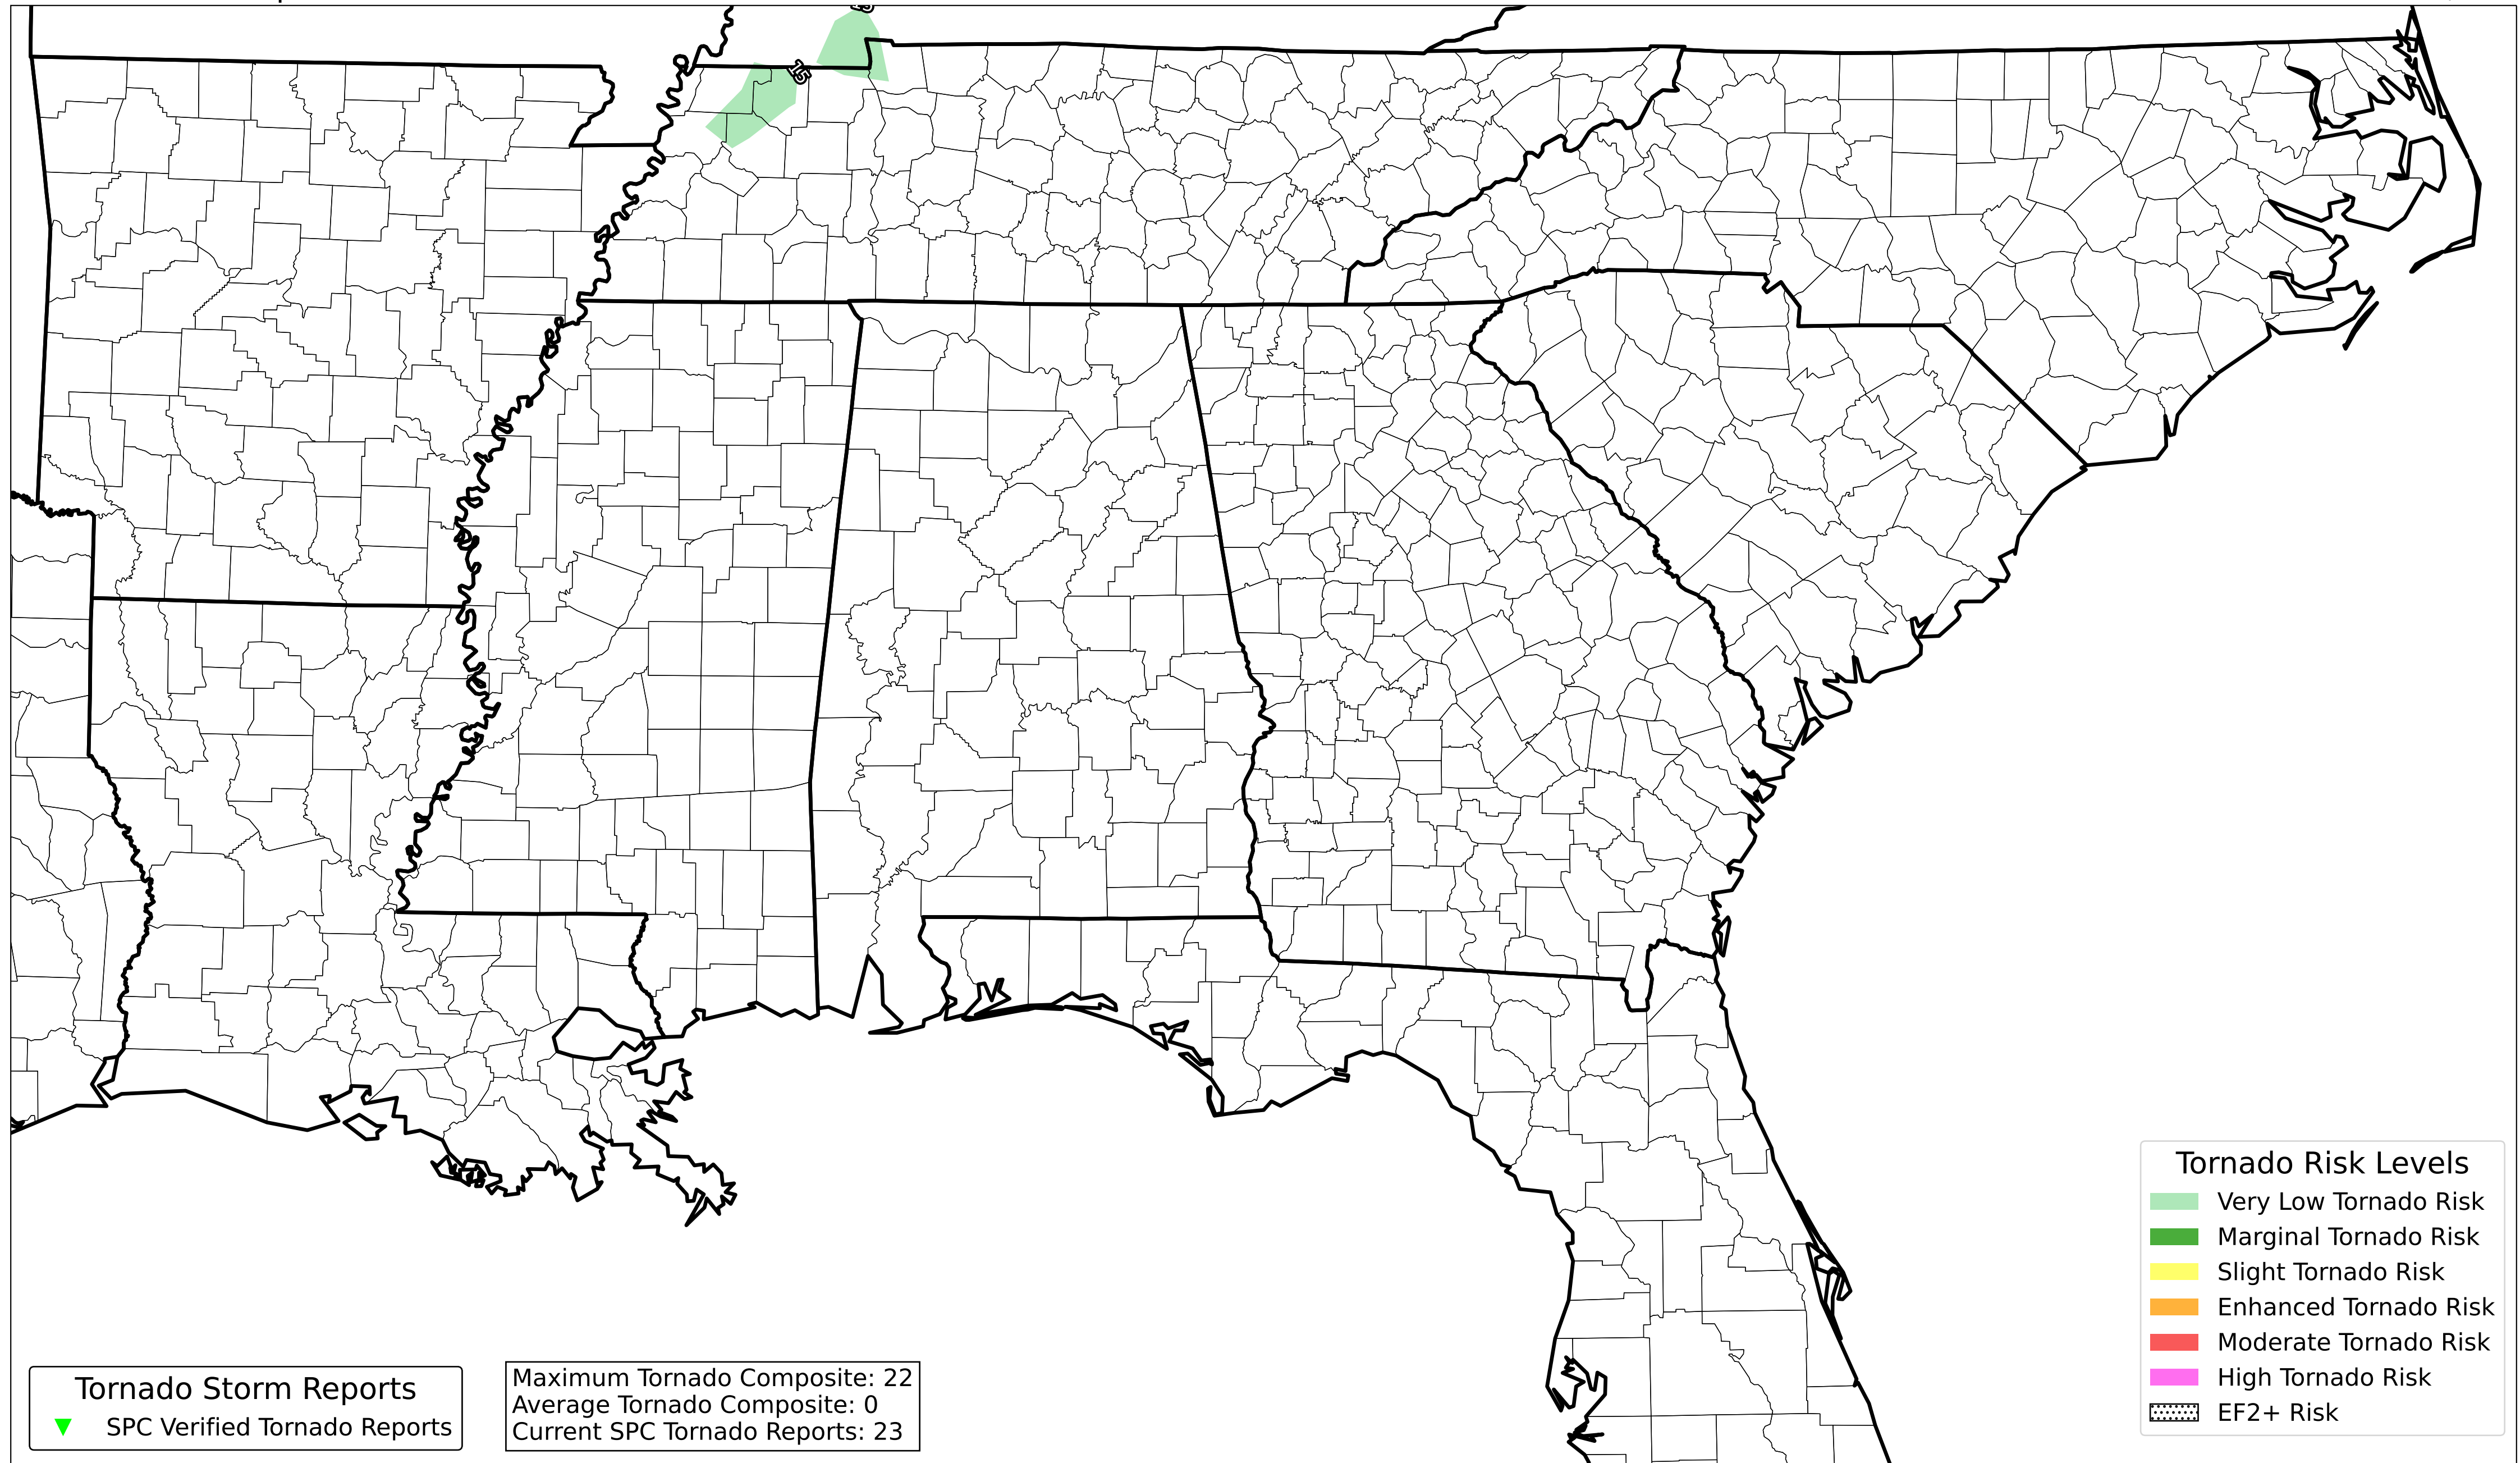 15
Tornado Risk Levels
Very Low Tornado Risk
Marginal Tornado Risk
Slight Tornado Risk
Enhanced Tornado Risk
Moderate Tornado Risk
High Tornado Risk
EF2+ Risk
Tornado Storm Reports
SPC Verified Tornado Reports
Maximum Tornado Composite: 22
Average Tornado Composite: 0
Current SPC Tornado Reports: 23